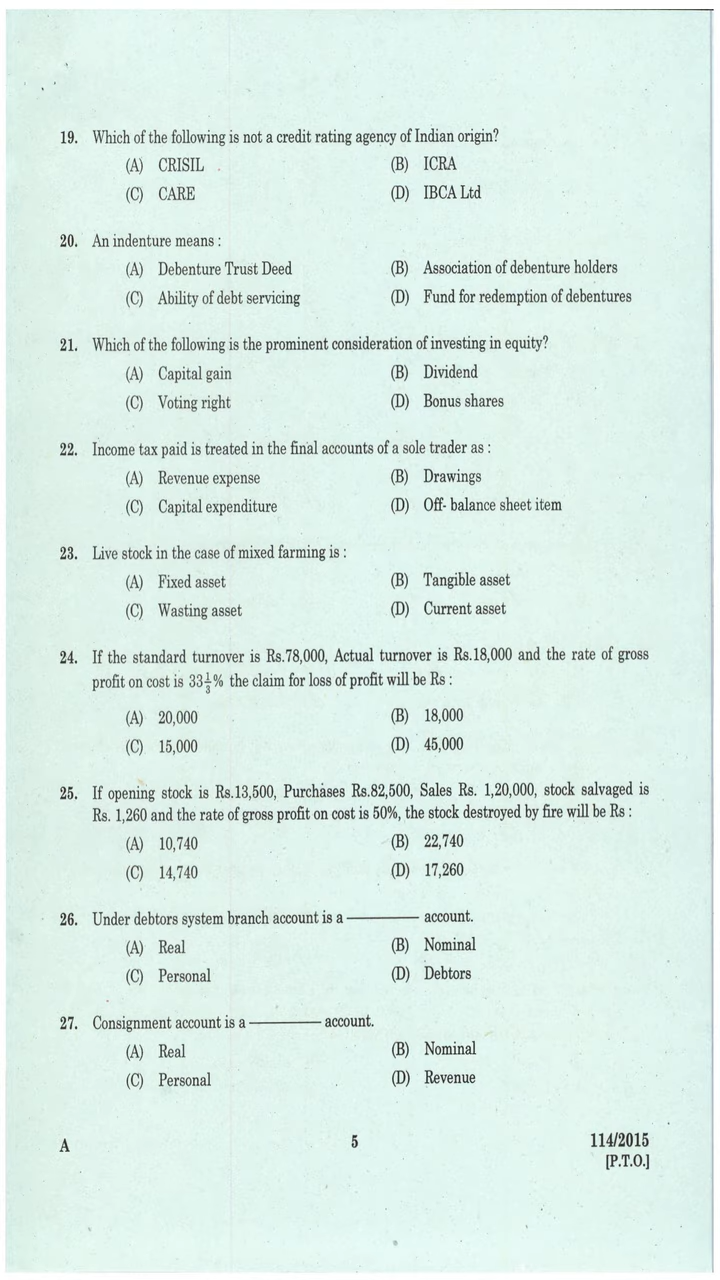 19. Which of the following is not a credit rating agency of Indian origin?
(A) CRISIL (B) ICRA
(C) CARE (D) IBCA Ltd
20. An indenture means :
(A) Debenture Trust Deed (B) Association of debenture holders
(C) Ability of debt servicing (D) Fund for redemption of debentures
21. Which of the following is the prominent consideration of investing in equity?
(A) Capital gain (B) Dividend
(C) Voting right (D) Bonus shares
22. Income tax paid is treated in the final accounts of a sole trader as :
(A) Revenue expense (B) Drawings
(C) Capital expenditure (D) Off- balance sheet item
23. Live stock in the case of mixed farming is :
(A) Fixed asset (B) Tangible asset
(C) Wasting asset (D) Current asset
24. If the standard turnover is Rs.78,000, Actual turnover is Rs.18,000 and the rate of gross
profit on cost is 33⅓% the claim for loss of profit will be Rs :
(A) 20,000 (B) 18,000
(C) 15,000 (D) 45,000
25. If opening stock is Rs.13,500, Purchases Rs.82,500, Sales Rs. 1,20,000, stock salvaged is
Rs. 1,260 and the rate of gross profit on cost is 50%, the stock destroyed by fire will be Rs :
(A) 10,740 (B) 22,740
(C) 14,740 (D) 17,260
26. Under debtors system branch account is a ———— account.
(A) Real (B) Nominal
(C) Personal (D) Debtors
27. Consignment account is a ———— account.
(A) Real (B) Nominal
(C) Personal (D) Revenue
A 5 114/2015
[P.T.O.]